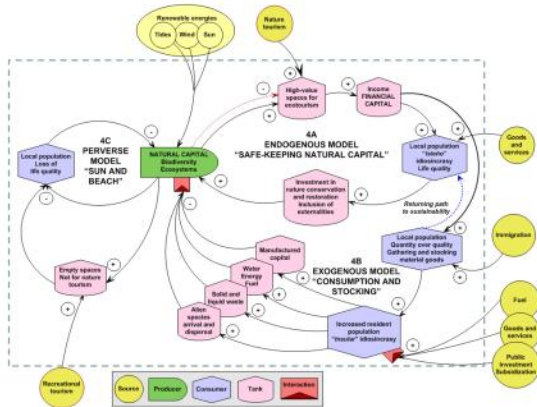 Renewable energies
Tides
Wind
Sun
Nature
tourism
High-value
spaces for
ecotourism
Income
FINANCIAL
CAPITAL
4A
ENDOGENOUS MODEL
"SAFE-KEEPING NATURAL CAPITAL"
4C
PERVERSE
MODEL
"SUN AND
BEACH"
Local population
Loss of
life quality
NATURAL CAPITAL
Biodiversity
Ecosystems
Local population
idiosincrasy
Life quality
Goods and
services
Investment in
nature conservation
and restoration
Inclusion of
externalities
Returning path
to sustainability
Local population
Quantity over quality
Gathering and stocking
material goods
Immigration
4B
EXOGENOUS MODEL
"CONSUMPTION AND
STOCKING"
Manufactured
capital
Water
Energy
Fuel
Solid and
liquid waste
Alien
species
arrival and
dispersal
Empty spaces
Not for nature
tourism
Increased resident
population
"Insular" idiosincrasy
Fuel
Goods and
services
Public
investment
Subsidization
Recreational
tourism
Source
Producer
Consumer
Tank
Interaction